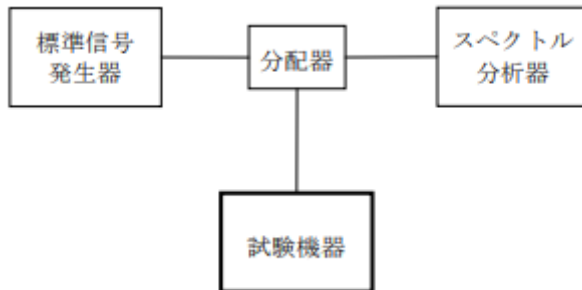 標準信号
発生器
分配器
スペクトル
分析器
試験機器